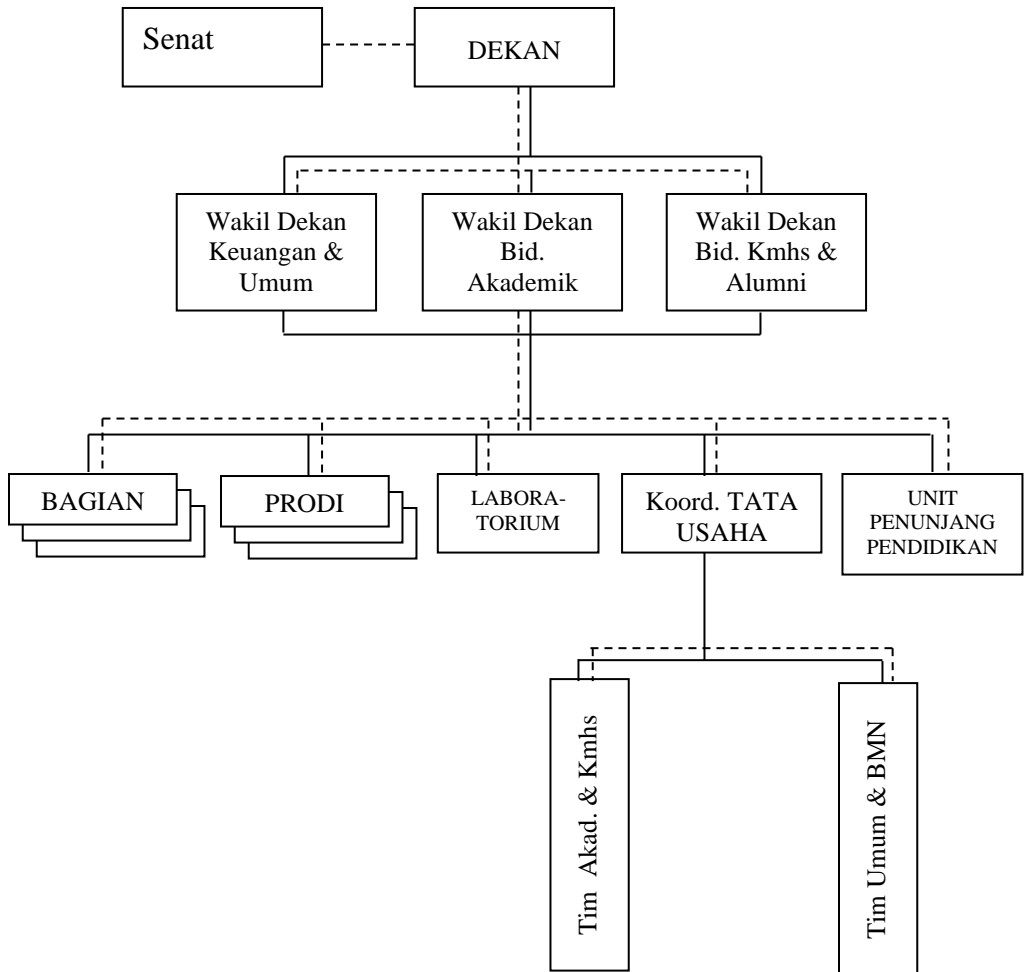 Senat
DEKAN
Wakil Dekan
Keuangan &
Umum
Wakil Dekan
Bid.
Akademik
Wakil Dekan
Bid. Kmhs &
Alumni
BAGIAN
PRODI
LABORA-
TORIUM
Koord. TATA
USAHA
UNIT
PENUNJANG
PENDIDIKAN
Tim Akad. & Kmhs
Tim Umum & BMN